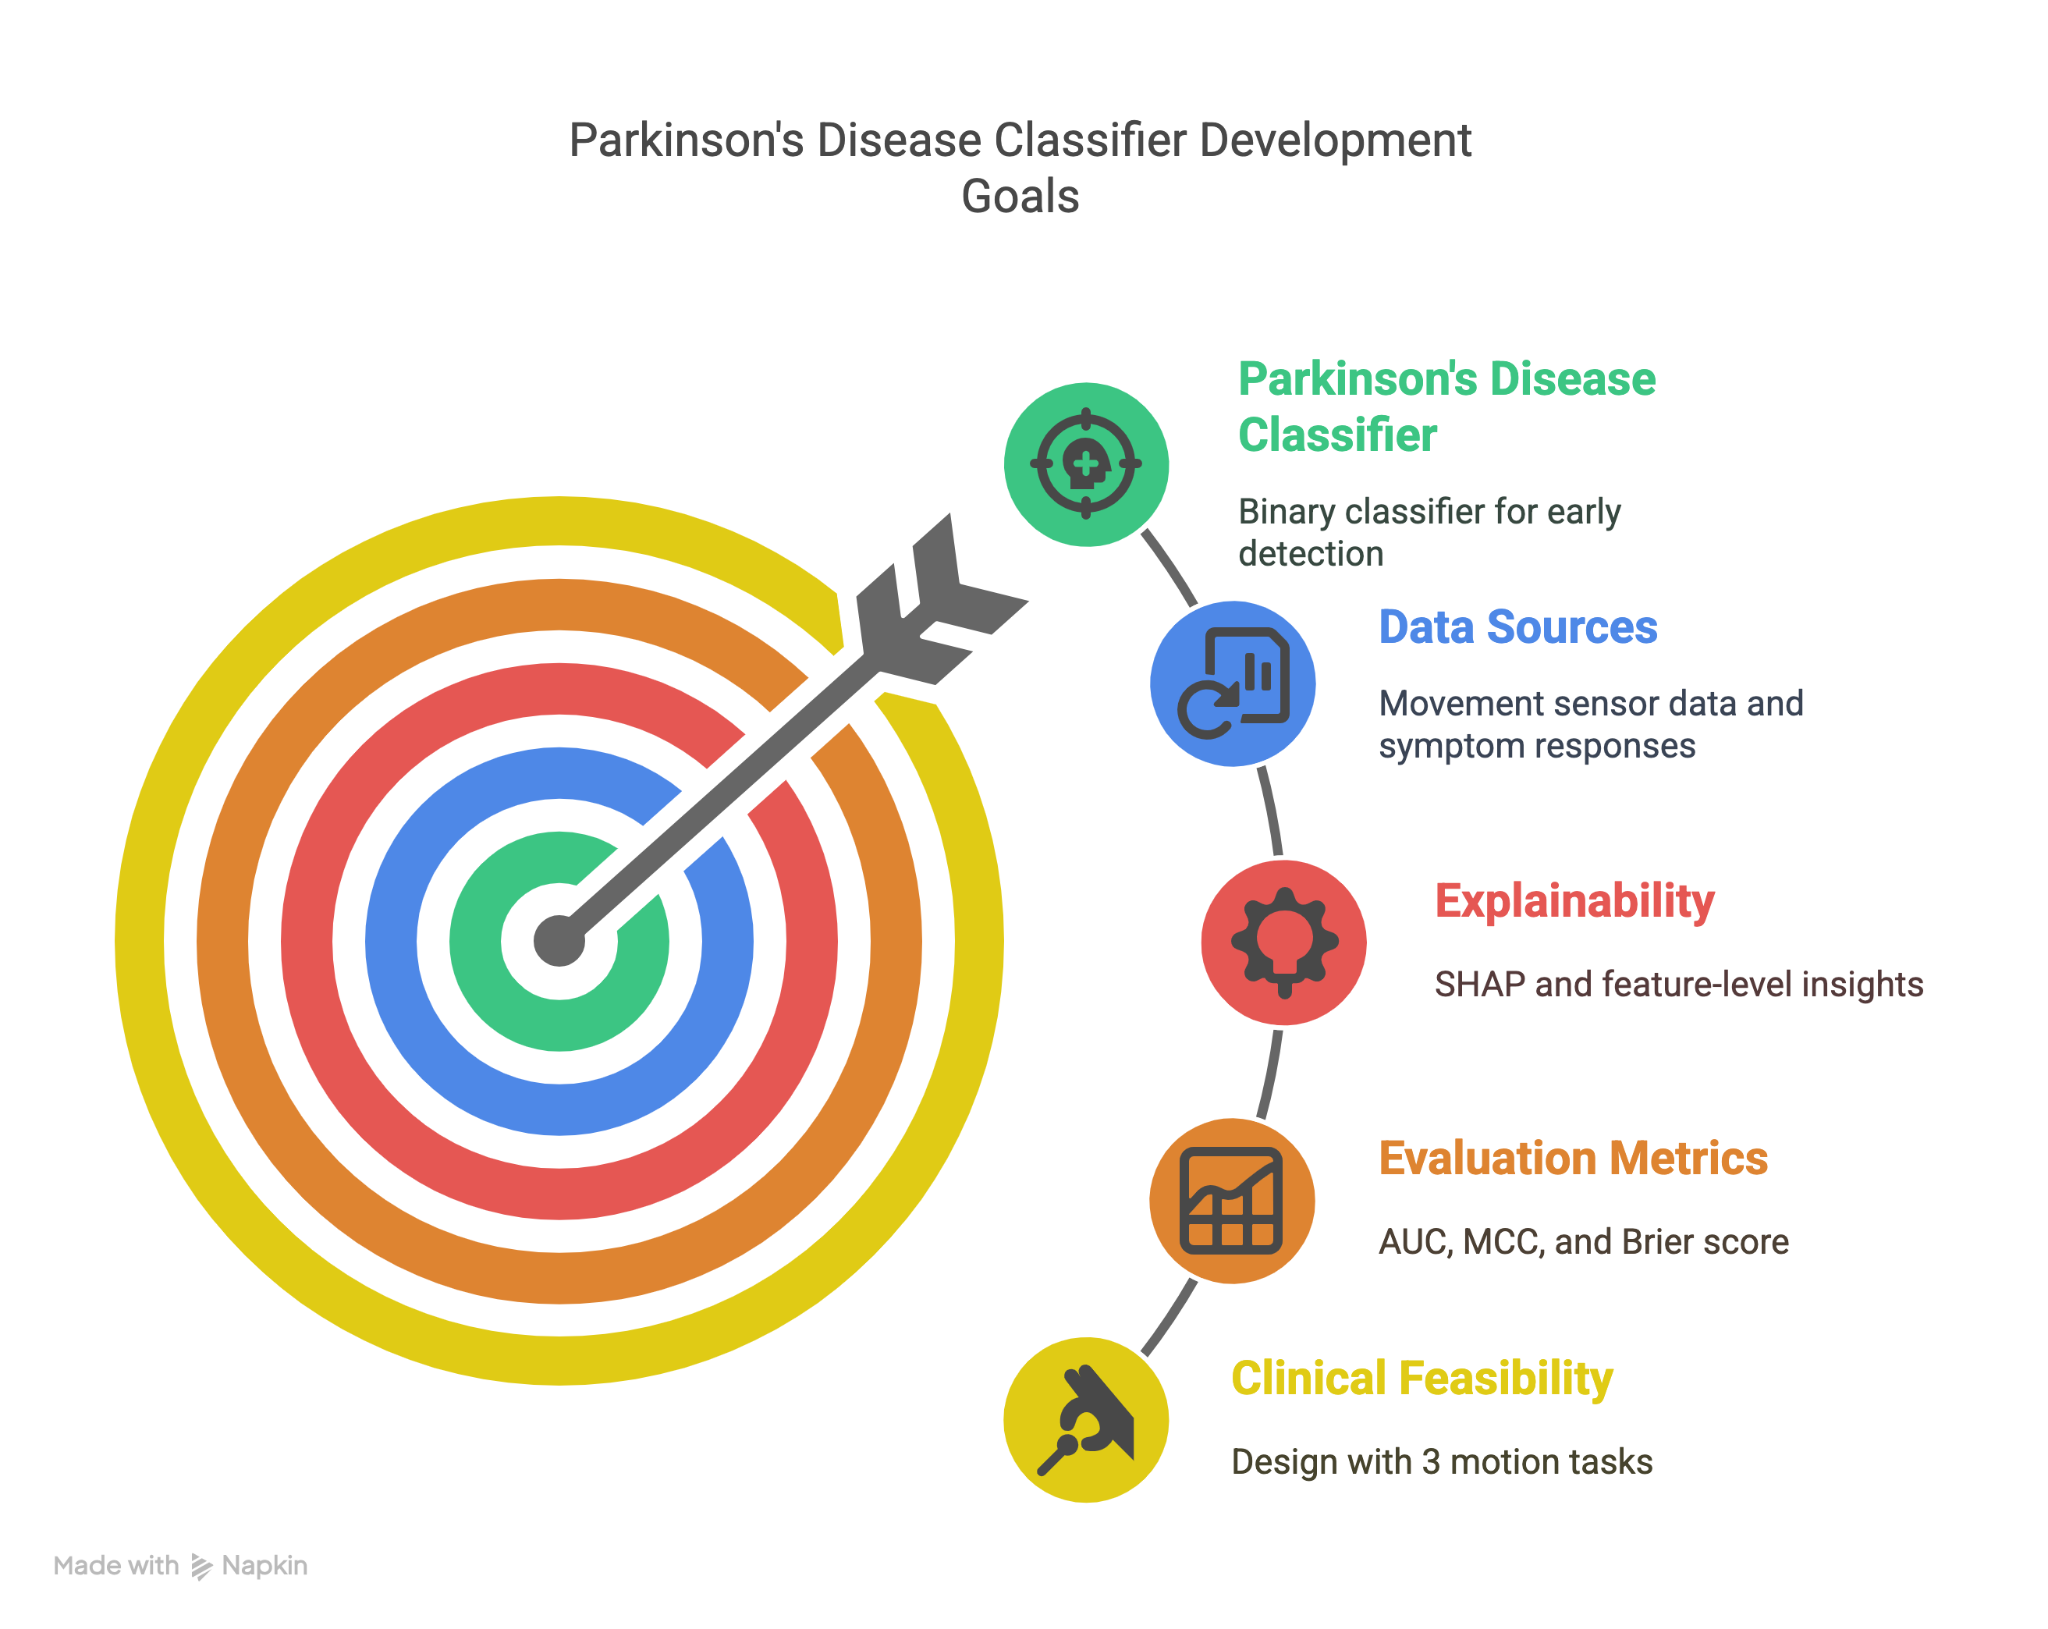 Parkinson's Disease Classifier Development
Goals
Parkinson's Disease
Classifier
Binary classifier for early
detection
Data Sources
Movement sensor data and
symptom responses
Explainability
SHAP and feature-level insights
Evaluation Metrics
AUC, MCC, and Brier score
Clinical Feasibility
Design with 3 motion tasks
Made with Napkin